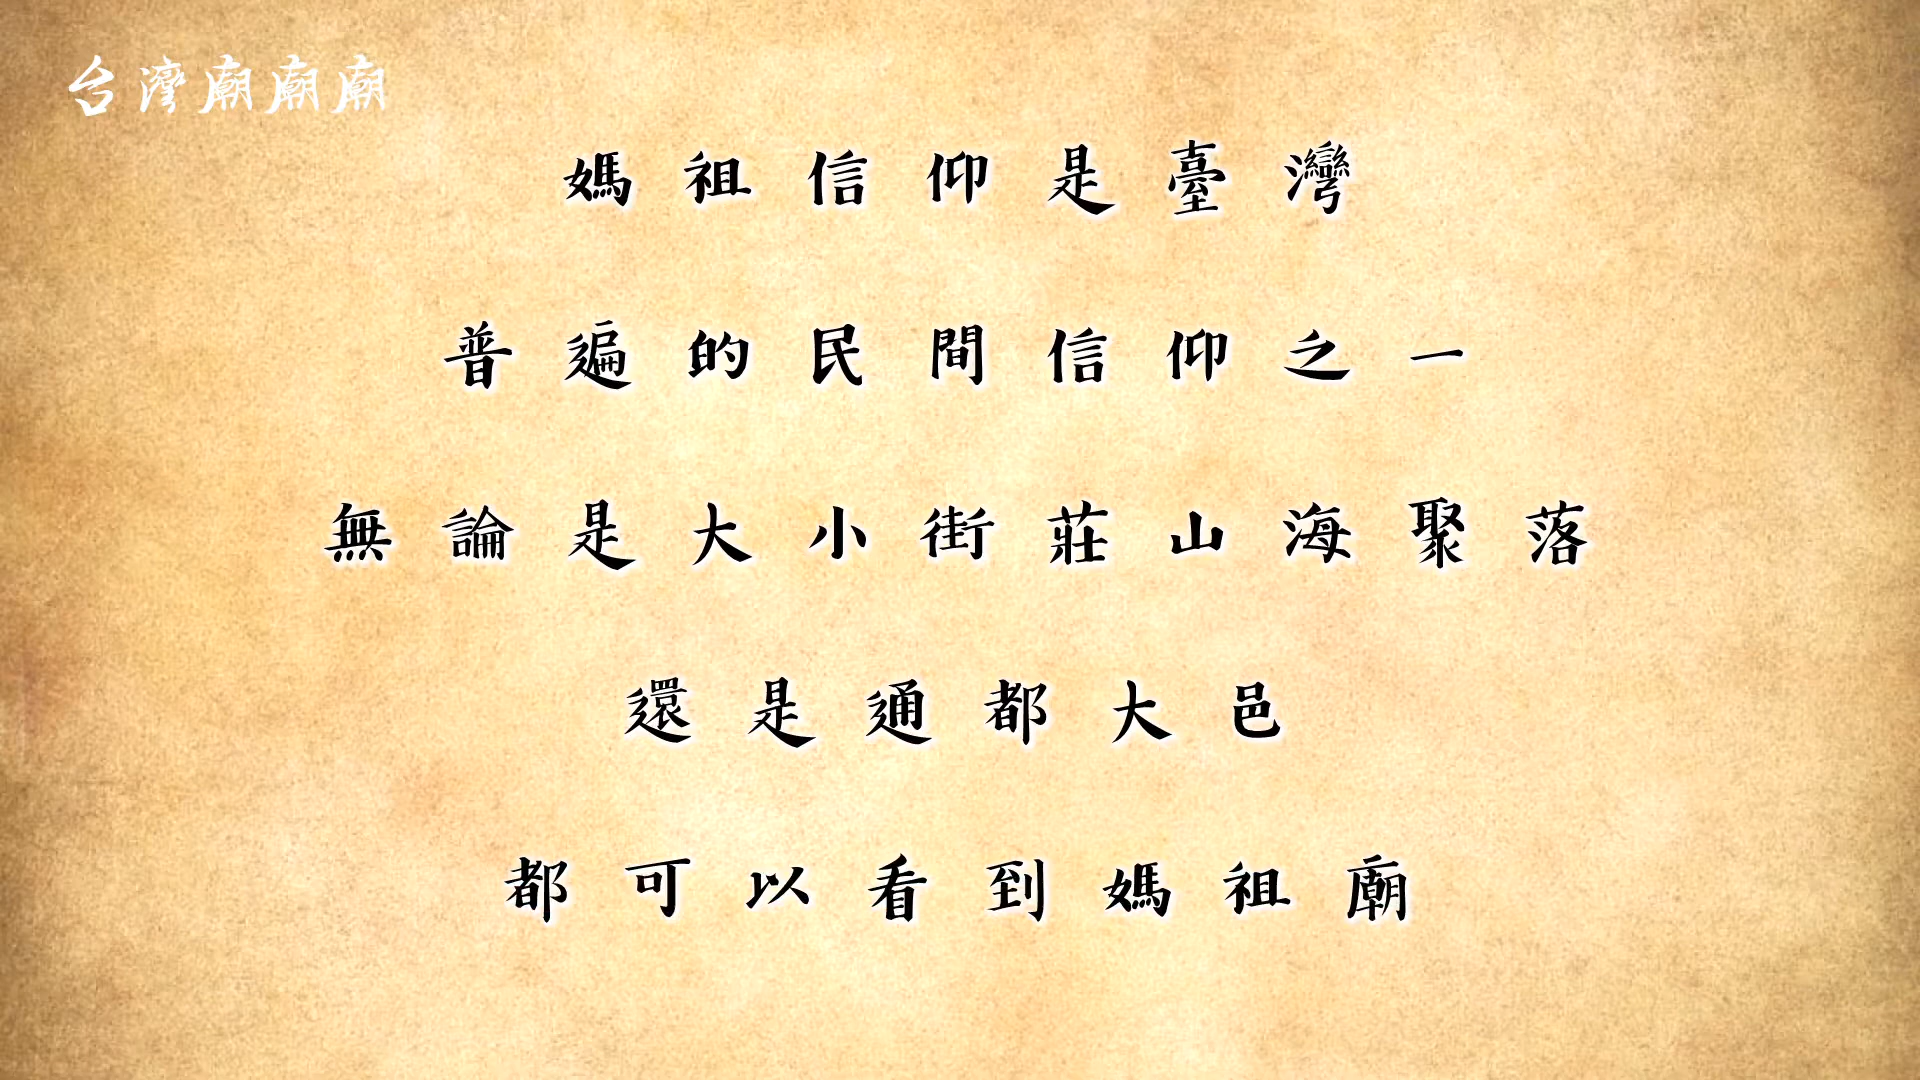 台灣廟廟廟
媽祖信仰是臺灣
普遍的民間信仰之一
無論是大小街莊山海聚落
還是通都大邑
都可以看到媽祖廟